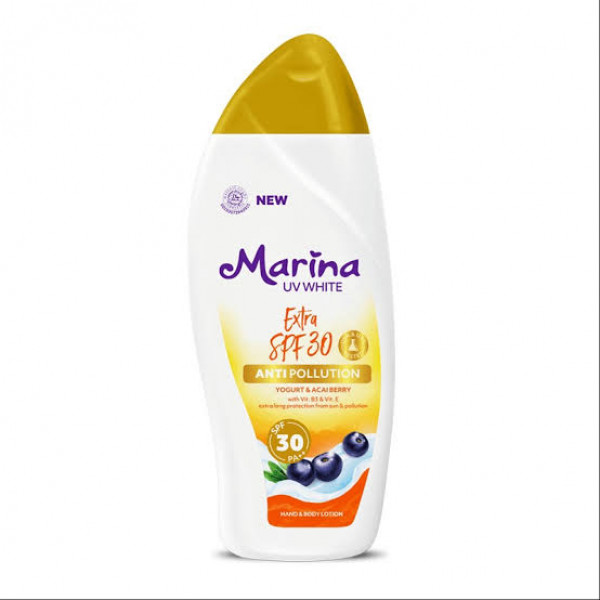 NEW
Marina
UV WHITE
Extra
SPF 30
ANTI POLLUTION
YOGURT & ACAI BERRY
with Vit. B3 & Vit. E
extra long protection from sun & pollution
SPF
30
PA++
HAND & BODY LOTION